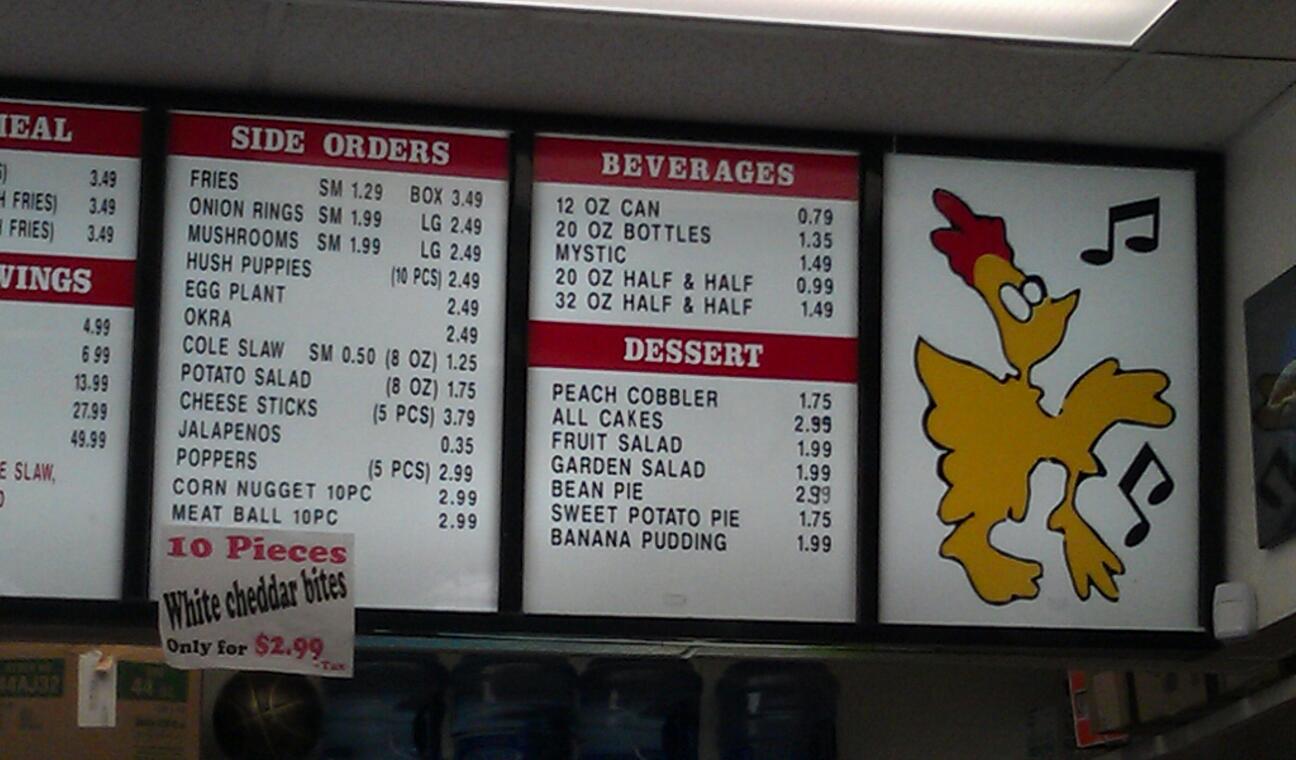 MEAL
3.49
H FRIES) 3.49
FRIES) 3.49
WINGS
4.99
6.99
13.99
27.99
49.99
E SLAW,
SIDE ORDERS
FRIES SM 1.29 BOX 3.49
ONION RINGS SM 1.99 LG 2.49
MUSHROOMS SM 1.99 LG 2.49
HUSH PUPPIES (10 PCS) 2.49
EGG PLANT 2.49
OKRA 2.49
COLE SLAW SM 0.50 (8 OZ) 1.25
POTATO SALAD (8 OZ) 1.75
CHEESE STICKS (5 PCS) 3.79
JALAPENOS 0.35
POPPERS (5 PCS) 2.99
CORN NUGGET 10PC 2.99
MEAT BALL 10PC 2.99
10 Pieces
White cheddar bites
Only for $2.99
+Tax
BEVERAGES
12 OZ CAN 0.79
20 OZ BOTTLES 1.35
MYSTIC 1.49
20 OZ HALF & HALF 0.99
32 OZ HALF & HALF 1.49
DESSERT
PEACH COBBLER 1.75
ALL CAKES 2.99
FRUIT SALAD 1.99
GARDEN SALAD 1.99
BEAN PIE 2.99
SWEET POTATO PIE 1.75
BANANA PUDDING 1.99
44AJ32
44